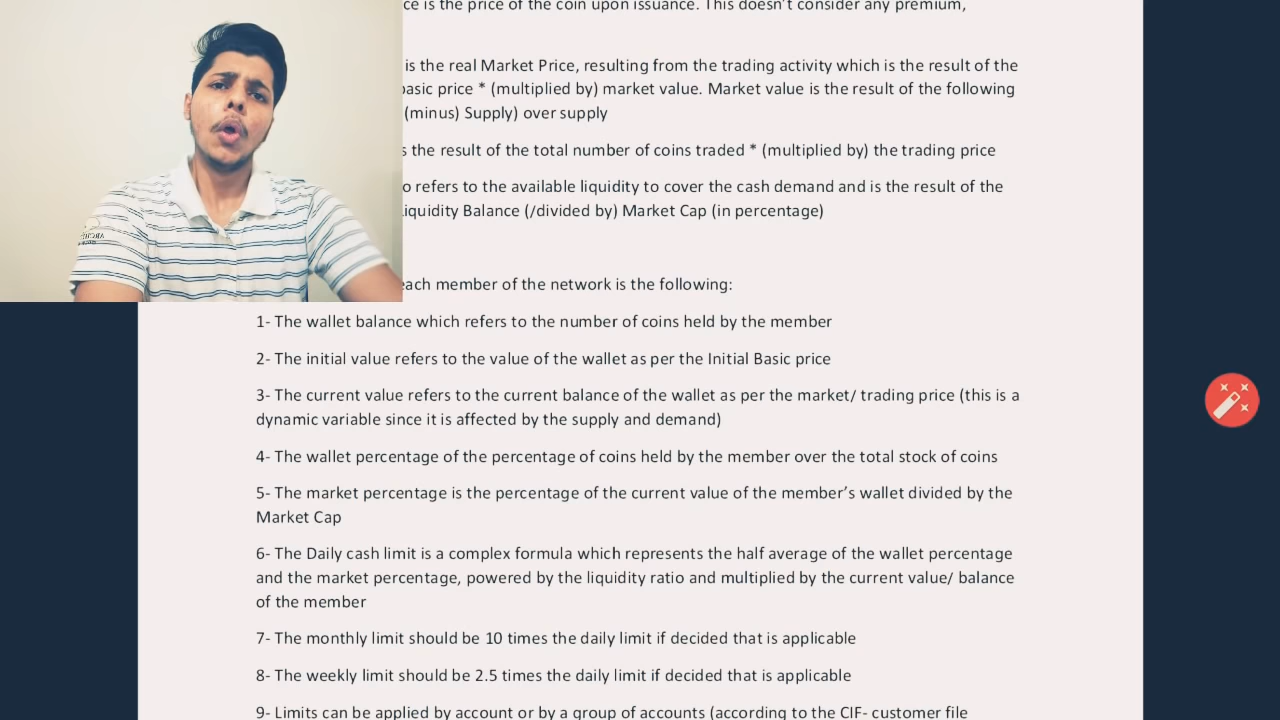 ce is the price of the coin upon issuance. This doesn't consider any premium,
is the real Market Price, resulting from the trading activity which is the result of the
basic price * (multiplied by) market value. Market value is the result of the following
(minus) Supply) over supply
s the result of the total number of coins traded * (multiplied by) the trading price
o refers to the available liquidity to cover the cash demand and is the result of the
Liquidity Balance (/divided by) Market Cap (in percentage)
each member of the network is the following:
1- The wallet balance which refers to the number of coins held by the member
2- The initial value refers to the value of the wallet as per the Initial Basic price
3- The current value refers to the current balance of the wallet as per the market/ trading price (this is a
dynamic variable since it is affected by the supply and demand)
4- The wallet percentage of the percentage of coins held by the member over the total stock of coins
5- The market percentage is the percentage of the current value of the member’s wallet divided by the
Market Cap
6- The Daily cash limit is a complex formula which represents the half average of the wallet percentage
and the market percentage, powered by the liquidity ratio and multiplied by the current value/ balance
of the member
7- The monthly limit should be 10 times the daily limit if decided that is applicable
8- The weekly limit should be 2.5 times the daily limit if decided that is applicable
9- Limits can be applied by account or by a group of accounts (according to the CIF- customer file